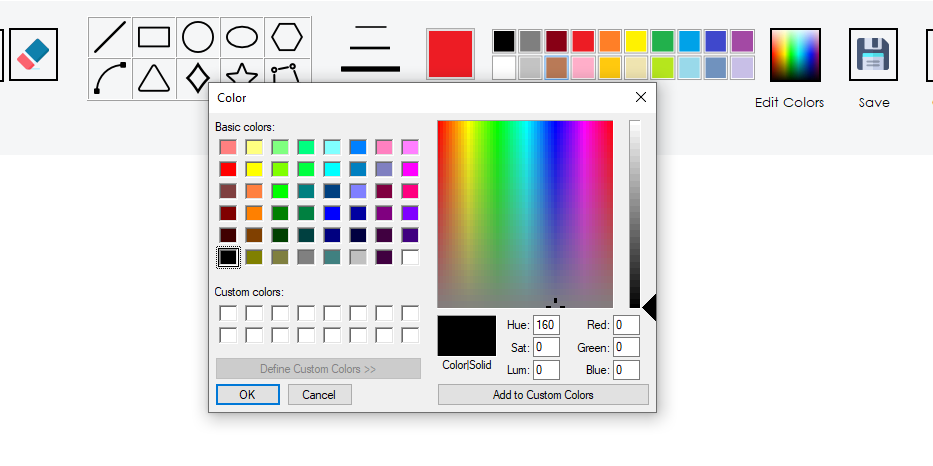 Edit Colors
Save
Color
Basic colors:
Custom colors:
Define Custom Colors >>
OK
Cancel
Color|Solid
Hue: 160
Sat: 0
Lum: 0
Red: 0
Green: 0
Blue: 0
Add to Custom Colors